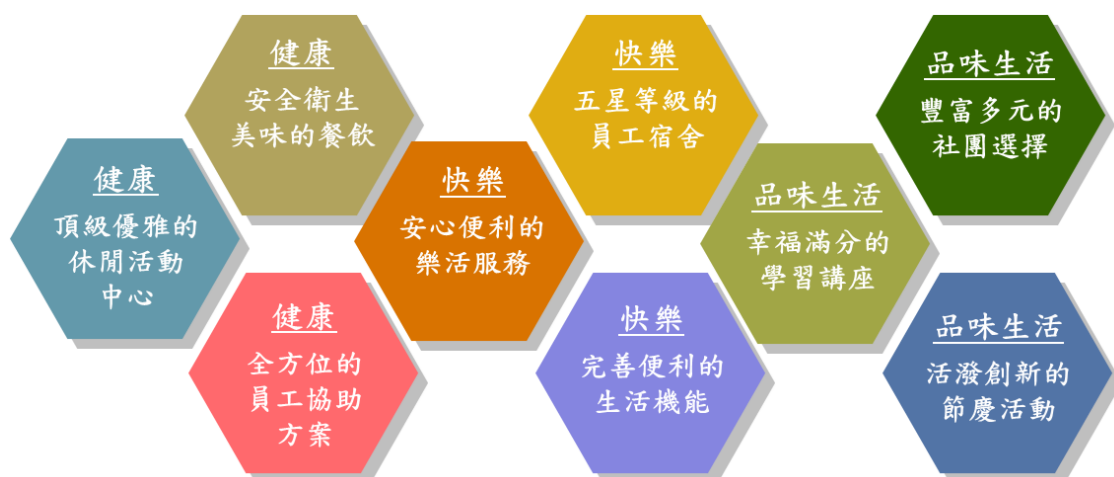 健康
頂級優雅的
休閒活動
中心
健康
安全衛生
美味的餐飲
健康
全方位的
員工協助
方案
快樂
安心便利的
樂活服務
快樂
五星等級的
員工宿舍
快樂
完善便利的
生活機能
品味生活
幸福滿分的
學習講座
品味生活
豐富多元的
社團選擇
品味生活
活潑創新的
節慶活動